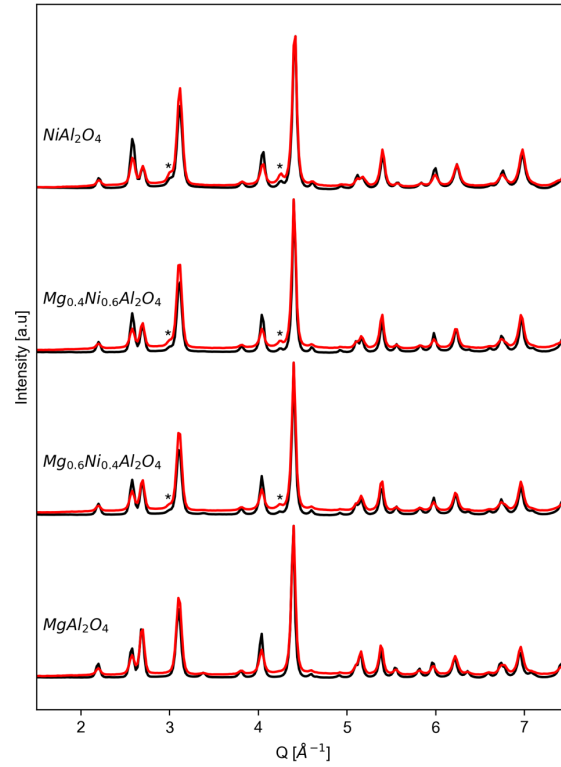 NiAl₂O₄
*
*
Mg₀.₄Ni₀.₆Al₂O₄
*
*
Mg₀.₆Ni₀.₄Al₂O₄
*
*
MgAl₂O₄
Intensity [a.u]
2 3 4 5 6 7
Q [Å⁻¹]